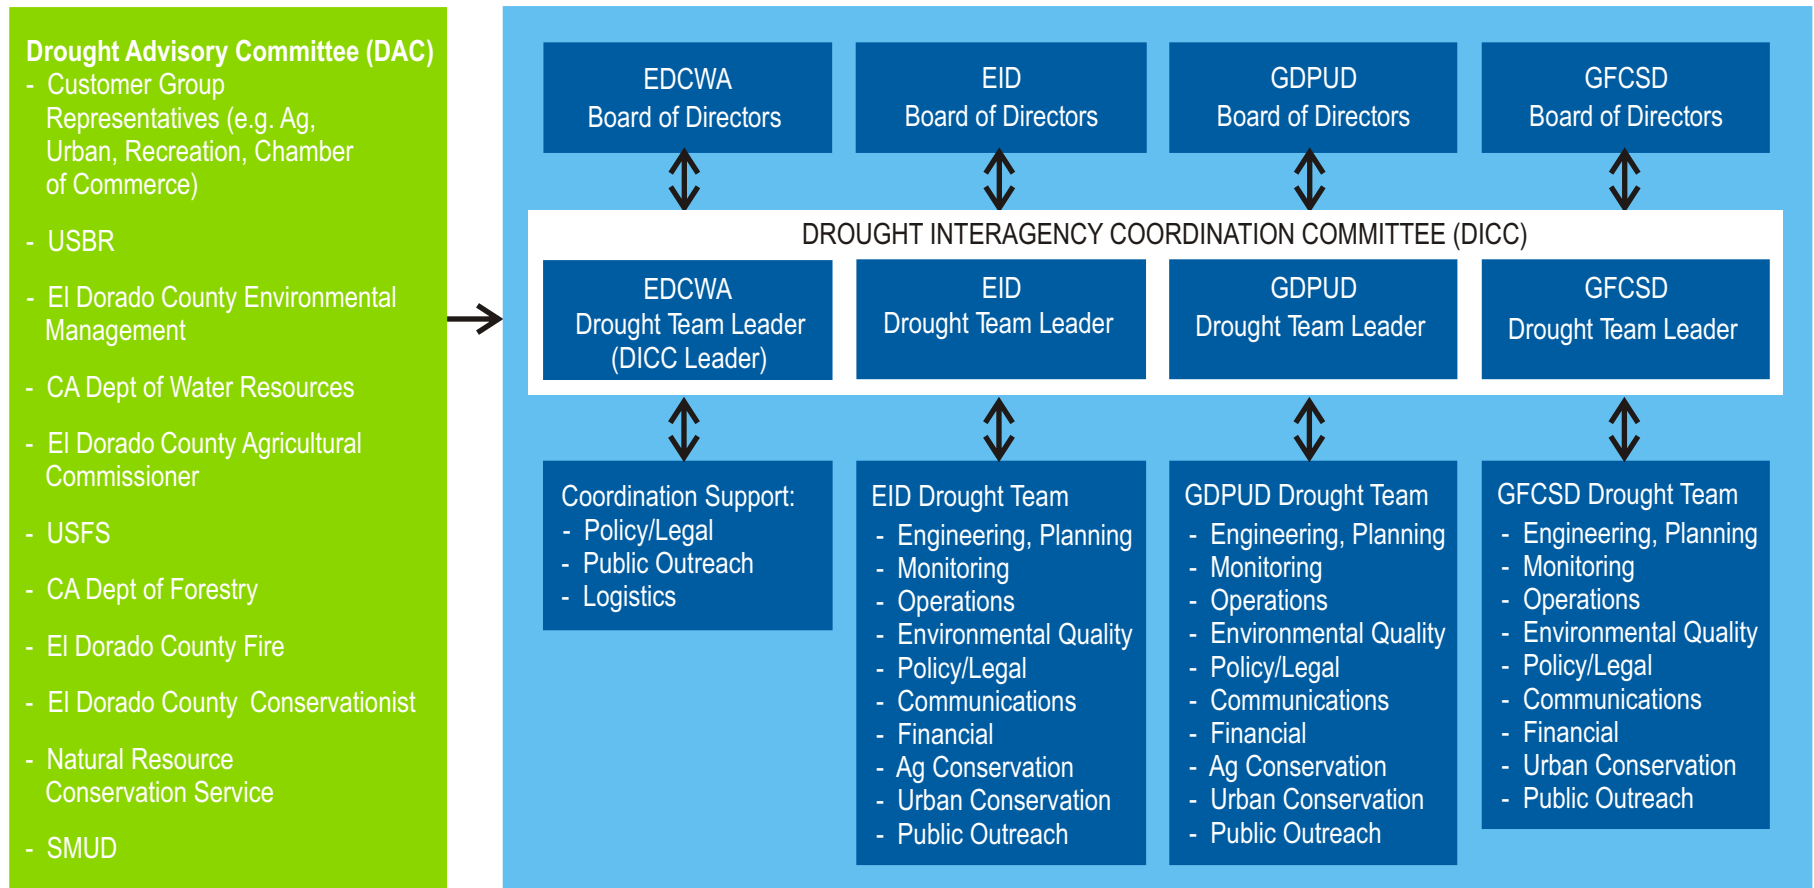 Drought Advisory Committee (DAC)
- Customer Group
Representatives (e.g. Ag,
Urban, Recreation, Chamber
of Commerce)
- USBR
- El Dorado County Environmental
Management
- CA Dept of Water Resources
- El Dorado County Agricultural
Commissioner
- USFS
- CA Dept of Forestry
- El Dorado County Fire
- El Dorado County Conservationist
- Natural Resource
Conservation Service
- SMUD
EDCWA
Board of Directors
EID
Board of Directors
GDPUD
Board of Directors
GFCSD
Board of Directors
DROUGHT INTERAGENCY COORDINATION COMMITTEE (DICC)
EDCWA
Drought Team Leader
(DICC Leader)
EID
Drought Team Leader
GDPUD
Drought Team Leader
GFCSD
Drought Team Leader
Coordination Support:
- Policy/Legal
- Public Outreach
- Logistics
EID Drought Team
- Engineering, Planning
- Monitoring
- Operations
- Environmental Quality
- Policy/Legal
- Communications
- Financial
- Ag Conservation
- Urban Conservation
- Public Outreach
GDPUD Drought Team
- Engineering, Planning
- Monitoring
- Operations
- Environmental Quality
- Policy/Legal
- Communications
- Financial
- Ag Conservation
- Urban Conservation
- Public Outreach
GFCSD Drought Team
- Engineering, Planning
- Monitoring
- Operations
- Environmental Quality
- Policy/Legal
- Communications
- Financial
- Urban Conservation
- Public Outreach